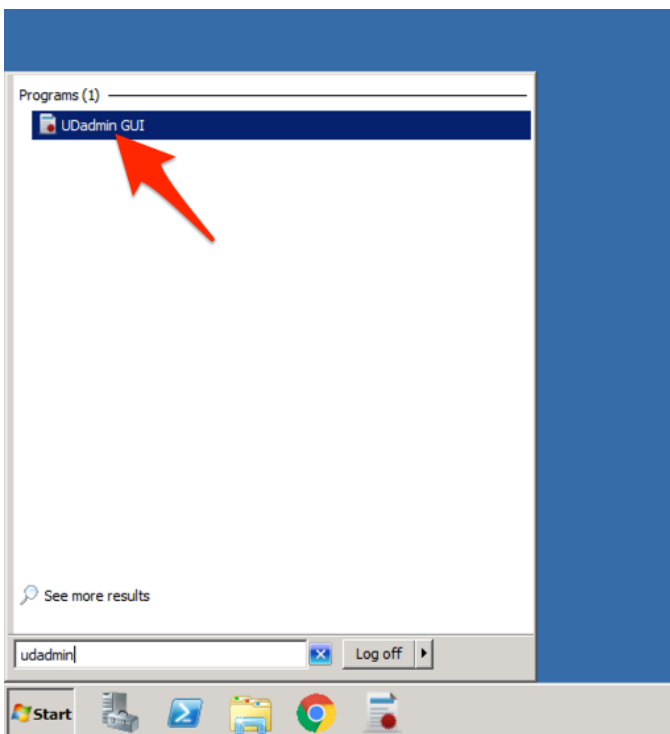 Programs (1)
UDadmin GUI
See more results
udadmin
Log off
Start